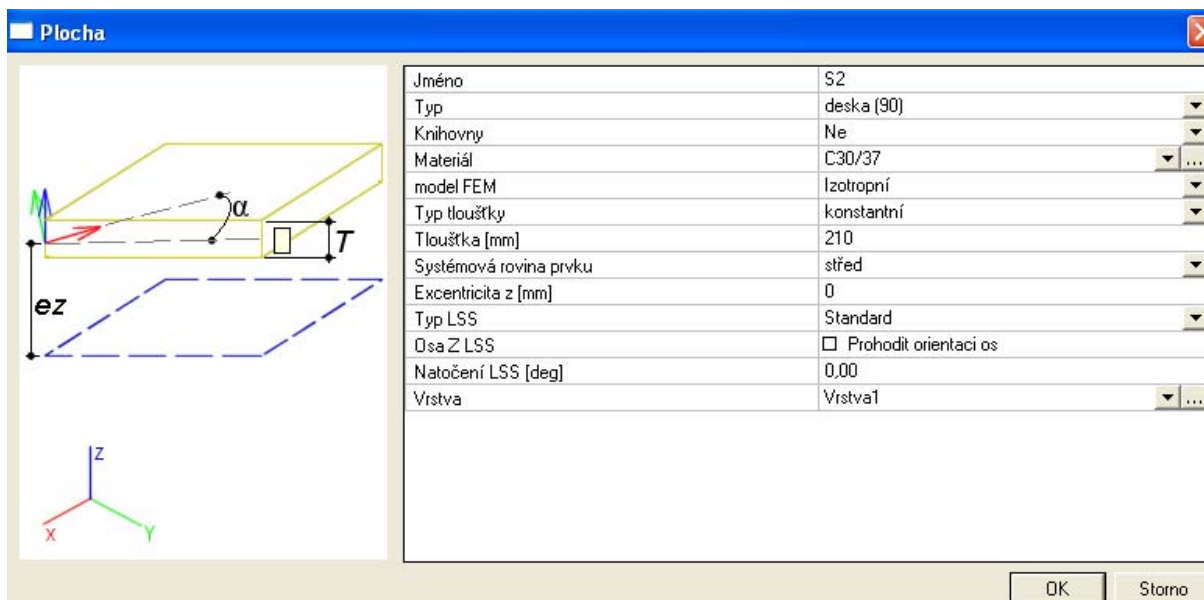 Plocha
Jméno S2
Typ deska (90)
Knihovny Ne
Materiál C30/37
model FEM Izotropní
Typ tloušťky konstantní
Tloušťka [mm] 210
Systémová rovina prvku střed
Excentricita z [mm] 0
Typ LSS Standard
Osa Z LSS Prohodit orientaci os
Natočení LSS [deg] 0,00
Vrstva Vrstva1
α
T
ez
Z
X
Y
OK Storno